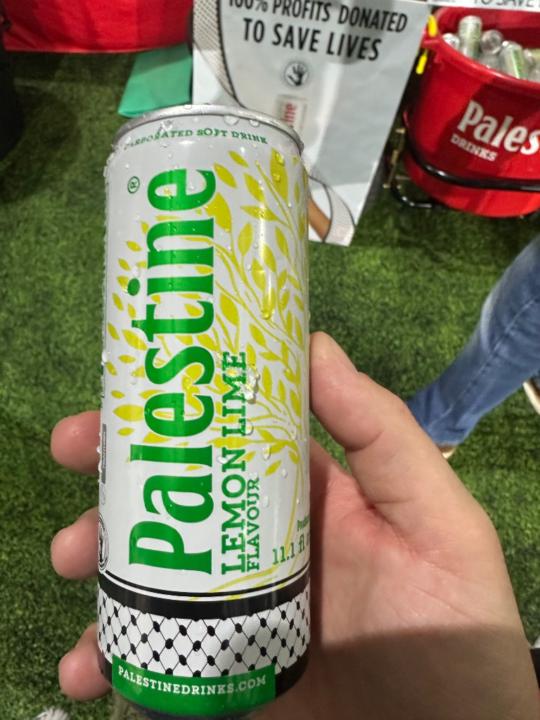 100% PROFITS DONATED
TO SAVE LIVES
CARBONATED SOFT DRINK
Palestine®
LEMON LIME
FLAVOUR
11.1 fl
PALESTINEDRINKS.COM
Pales
DRINKS